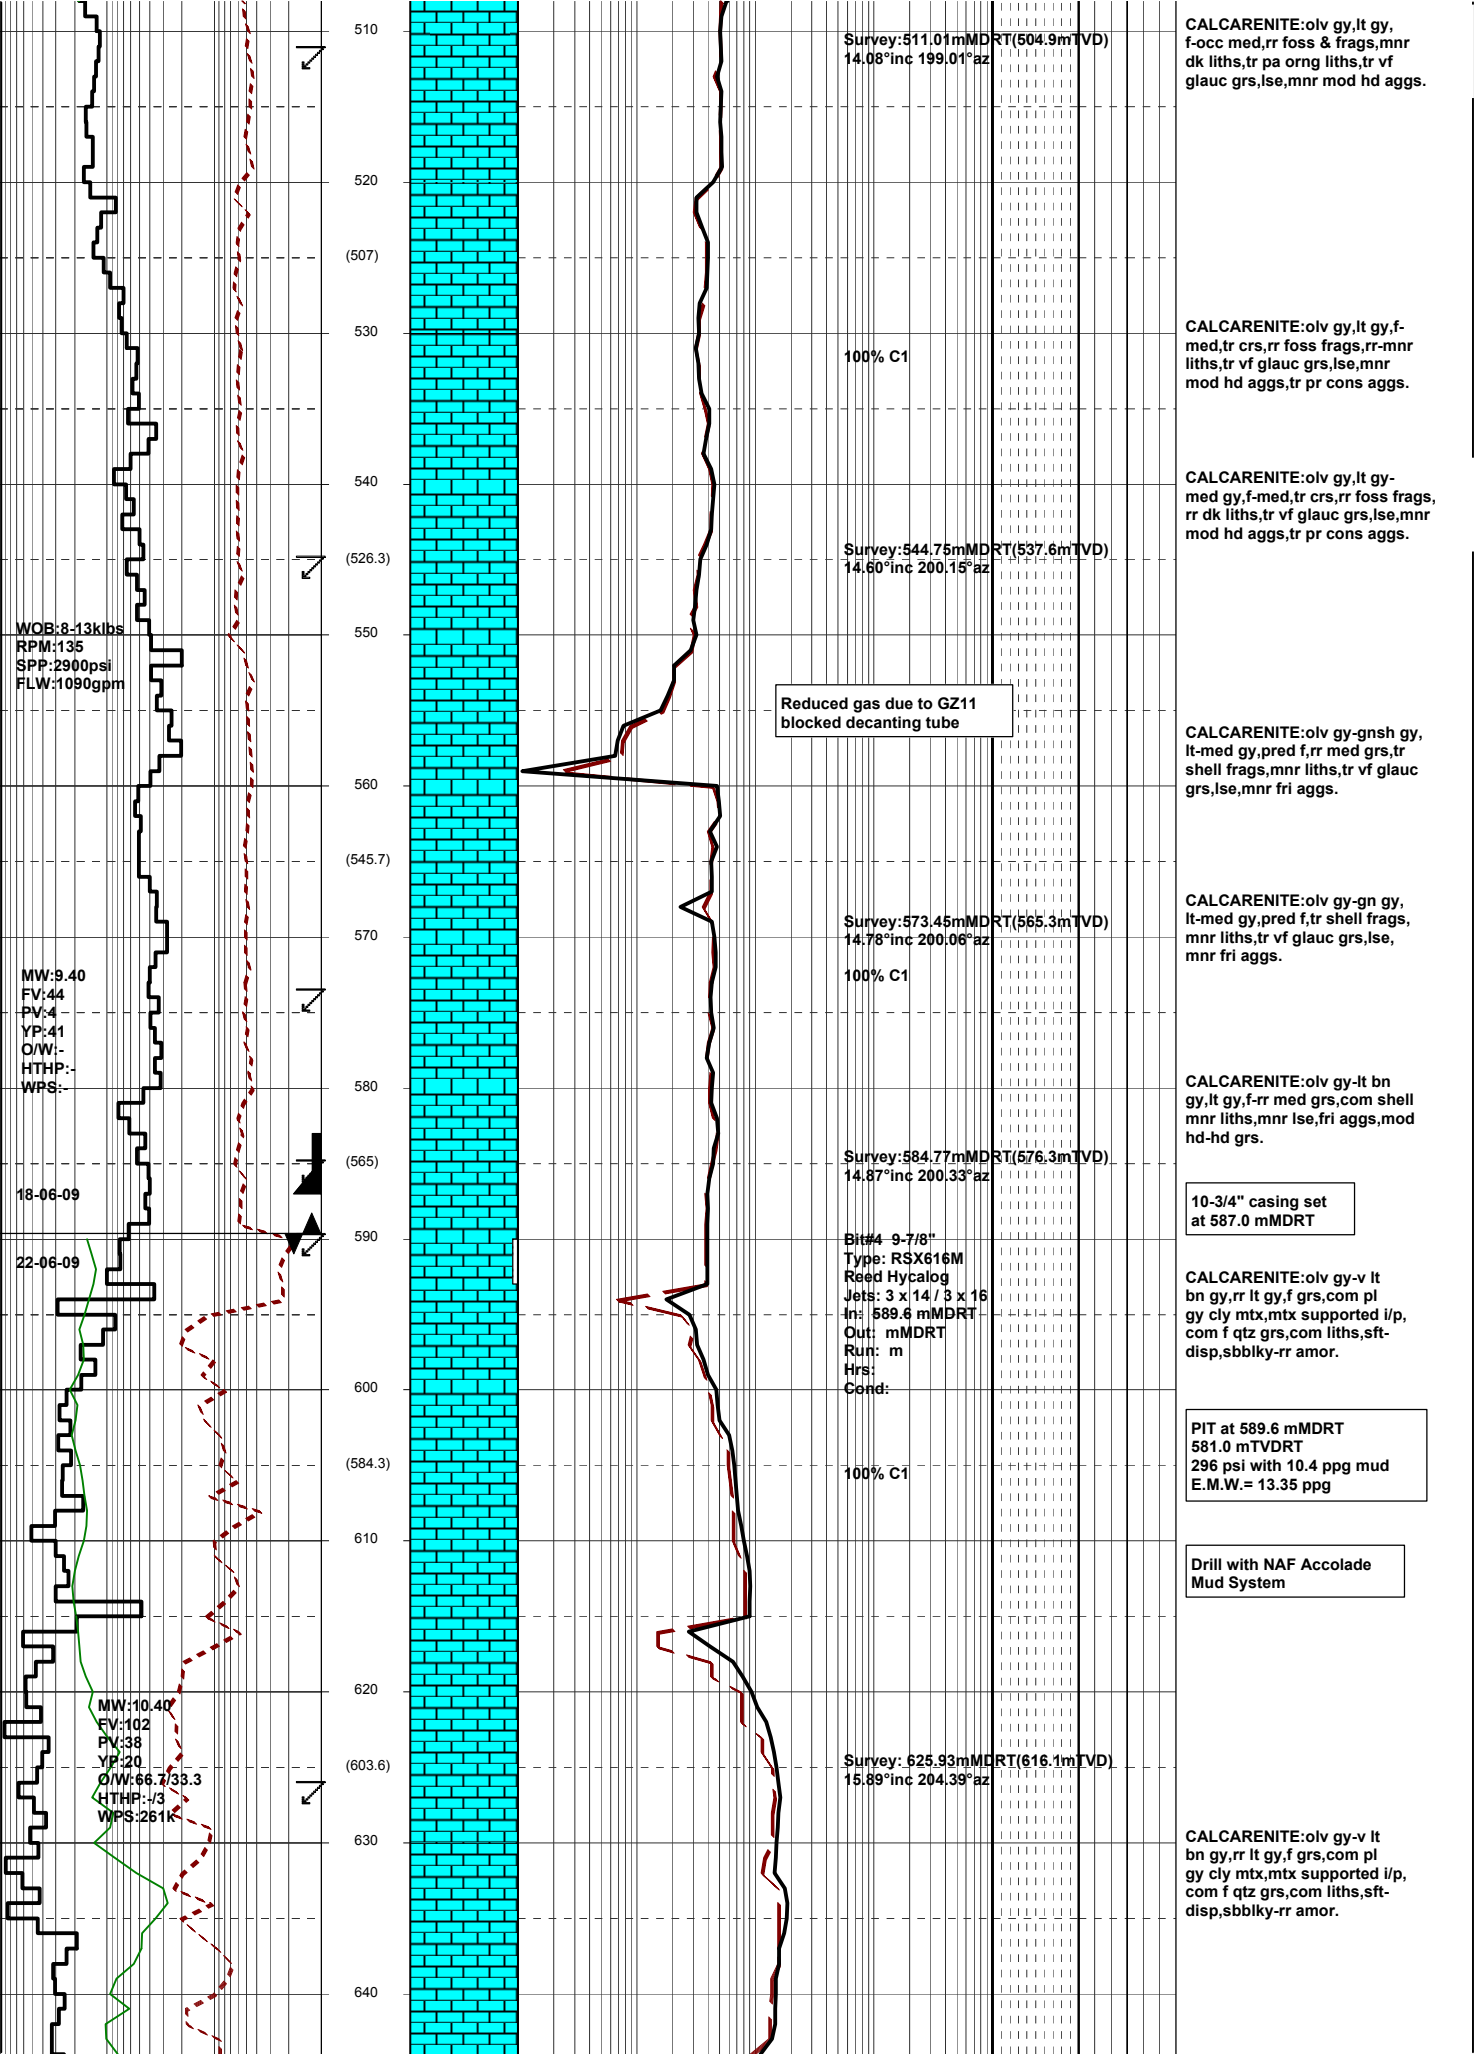 510
Survey:511.01mMDRT(504.9mTVD)
14.08°inc 199.01°az
CALCARENITE:olv gy,lt gy,
f-occ med,rr foss & frags,mnr
dk liths,tr pa orng liths,tr vf
glauc grs,lse,mnr mod hd aggs.
520
(507)
530
100% C1
CALCARENITE:olv gy,lt gy,f-
med,tr crs,rr foss frags,rr-mnr
liths,tr vf glauc grs,lse,mnr
mod hd aggs,tr pr cons aggs.
540
CALCARENITE:olv gy,lt gy-
med gy,f-med,tr crs,rr foss frags,
rr dk liths,tr vf glauc grs,lse,mnr
mod hd aggs,tr pr cons aggs.
(526.3)
Survey:544.75mMDRT(537.6mTVD)
14.60°inc 200.15°az
550
WOB:8-13klbs
RPM:135
SPP:2900psi
FLW:1090gpm
Reduced gas due to GZ11
blocked decanting tube
CALCARENITE:olv gy-gnsh gy,
lt-med gy,pred f,rr med grs,tr
shell frags,mnr liths,tr vf glauc
grs,lse,mnr fri aggs.
560
(545.7)
CALCARENITE:olv gy-gn gy,
lt-med gy,pred f,tr shell frags,
mnr liths,tr vf glauc grs,lse,
mnr fri aggs.
Survey:573.45mMDRT(565.3mTVD)
14.78°inc 200.06°az
570
100% C1
MW:9.40
FV:44
PV:4
YP:41
O/W:-
HTHP:-
WPS:-
580
CALCARENITE:olv gy-lt bn
gy,lt gy,f-rr med grs,com shell
mnr liths,mnr lse,fri aggs,mod
hd-hd grs.
(565)
Survey:584.77mMDRT(576.3mTVD)
14.87°inc 200.33°az
18-06-09
10-3/4" casing set
at 587.0 mMDRT
590
22-06-09
Bit#4 9-7/8"
Type: RSX616M
Reed Hycalog
Jets: 3 x 14 / 3 x 16
In: 589.6 mMDRT
Out: mMDRT
Run: m
Hrs:
Cond:
CALCARENITE:olv gy-v lt
bn gy,rr lt gy,f grs,com pl
gy cly mtx,mtx supported i/p,
com f qtz grs,com liths,sft-
disp,sbblky-rr amor.
600
PIT at 589.6 mMDRT
581.0 mTVDRT
296 psi with 10.4 ppg mud
E.M.W.= 13.35 ppg
(584.3)
100% C1
610
Drill with NAF Accolade
Mud System
620
MW:10.40
FV:102
PV:38
YP:20
O/W:66.7/33.3
HTHP:-/3
WPS:261k
(603.6)
Survey: 625.93mMDRT(616.1mTVD)
15.89°inc 204.39°az
630
CALCARENITE:olv gy-v lt
bn gy,rr lt gy,f grs,com pl
gy cly mtx,mtx supported i/p,
com f qtz grs,com liths,sft-
disp,sbblky-rr amor.
640